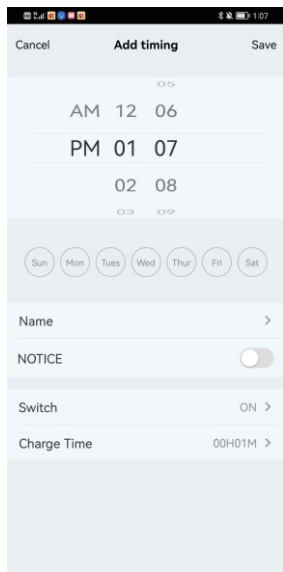 1:07
Cancel Add timing Save
05
AM 12 06
PM 01 07
02 08
03 09
Sun Mon Tues Wed Thur Fri Sat
Name >
NOTICE
Switch ON >
Charge Time 00H01M >